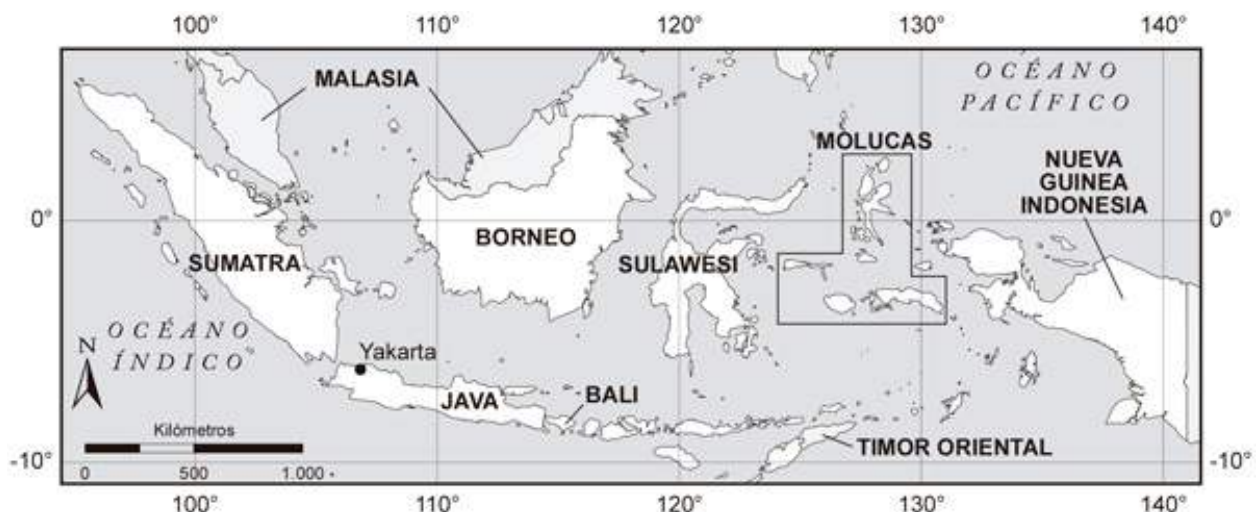 100° 110° 120° 130° 140°
MALASIA
OCÉANO
PACÍFICO
MOLUCAS
NUEVA
GUINEA
INDONESIA
0° 0°
BORNEO
SUMATRA
SULAWESI
OCÉANO
ÍNDICO
N
Yakarta
JAVA
BALI
Kilómetros
TIMOR ORIENTAL
0 500 1.000
-10° -10°
100° 110° 120° 130° 140°